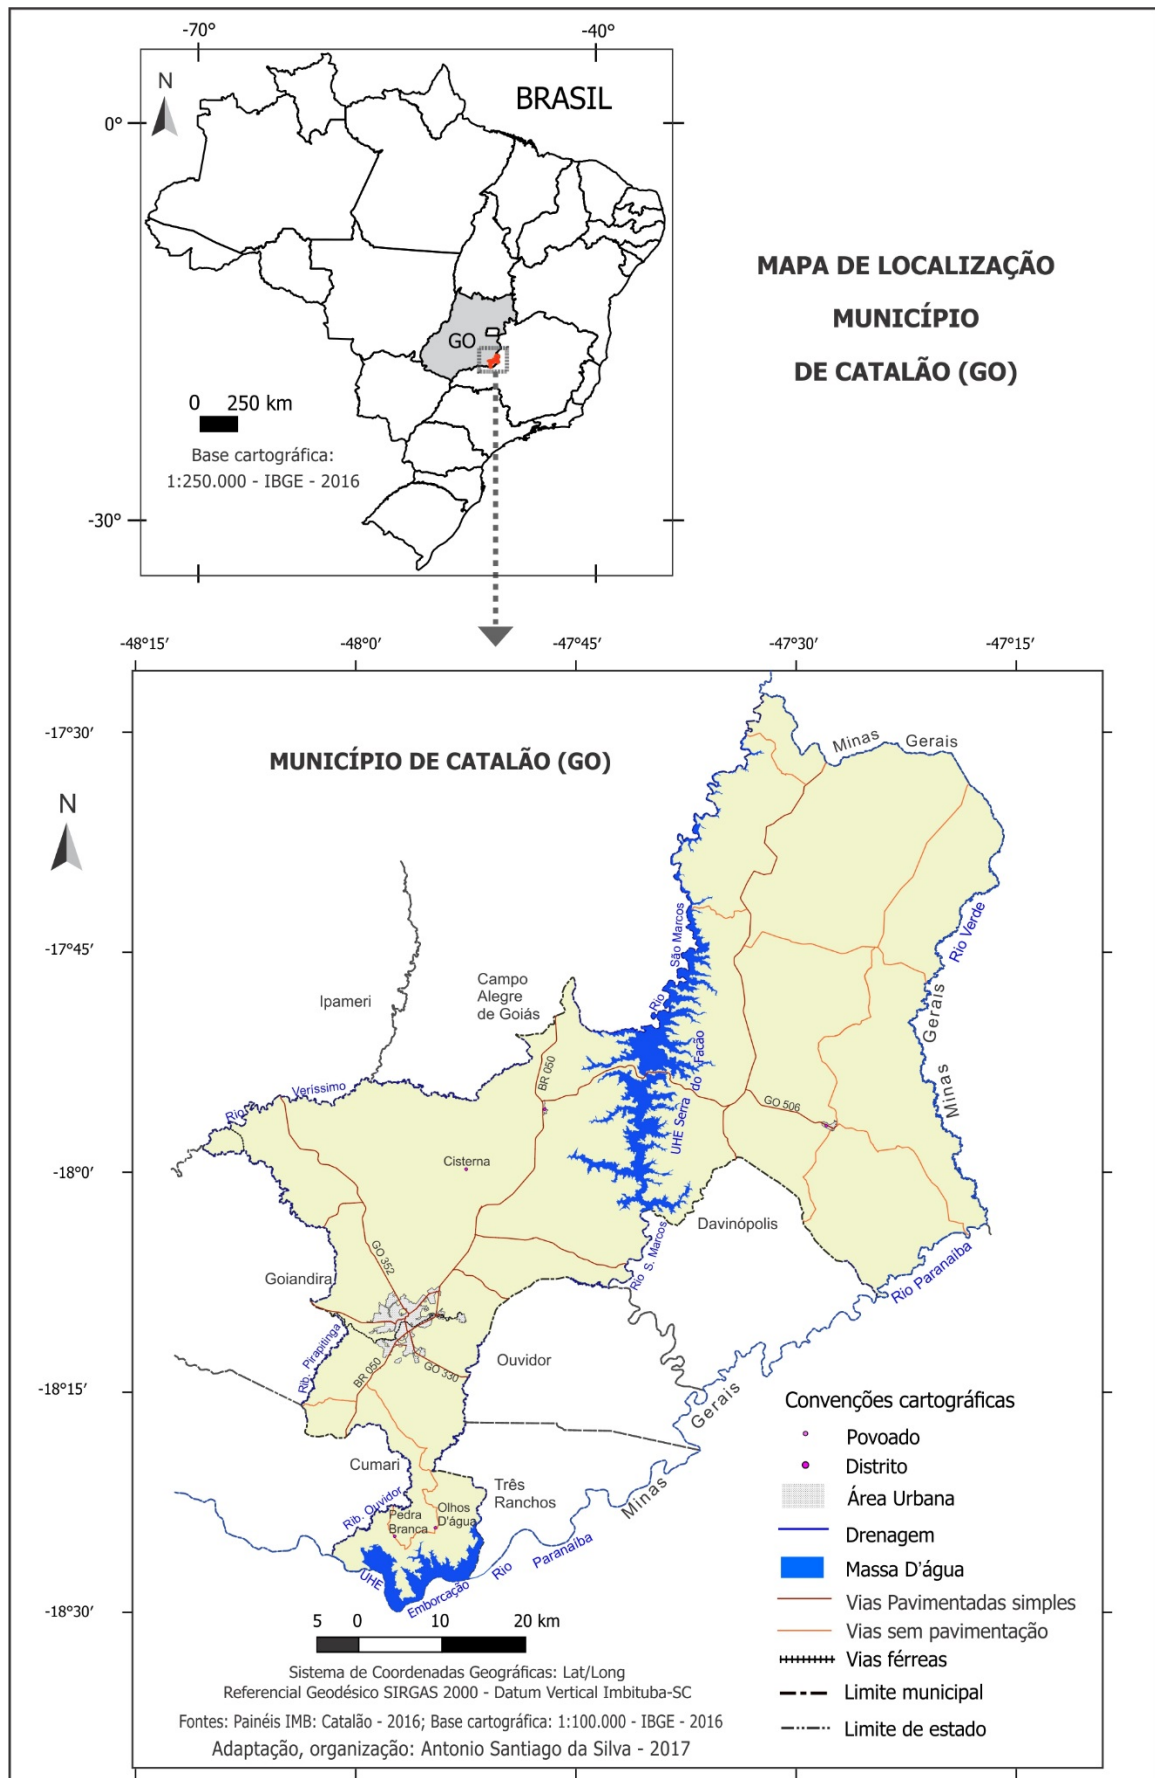 -70°
-40°
N
BRASIL
0°
GO
0 250 km
Base cartográfica:
1:250.000 - IBGE - 2016
-30°
MAPA DE LOCALIZAÇÃO
MUNICÍPIO
DE CATALÃO (GO)
-48°15'
-48°0'
-47°45'
-47°30'
-47°15'
-17°30'
MUNICÍPIO DE CATALÃO (GO)
Minas Gerais
N
-17°45'
Rio São Marcos
Rio Verde
Campo
Alegre
de Goiás
Ipameri
Minas Gerais
BR 050
UHE Serra do Facão
Rio Veríssimo
GO 506
Cisterna
-18°0'
Davinópolis
Rio S. Marcos
GO 352
Goiandira
Rio Paranaíba
Rib. Pirapitinga
BR 050
GO 330
Ouvidor
-18°15'
Minas Gerais
Cumari
Três
Ranchos
Rib. Ouvidor
Pedra
Branca
Olhos
D'água
UHE Emborcação
Rio Paranaíba
-18°30'
Convenções cartográficas
Povoado
Distrito
Área Urbana
Drenagem
Massa D'água
Vias Pavimentadas simples
Vias sem pavimentação
Vias férreas
Limite municipal
Limite de estado
5 0 10 20 km
Sistema de Coordenadas Geográficas: Lat/Long
Referencial Geodésico SIRGAS 2000 - Datum Vertical Imbituba-SC
Fontes: Painéis IMB: Catalão - 2016; Base cartográfica: 1:100.000 - IBGE - 2016
Adaptação, organização: Antonio Santiago da Silva - 2017